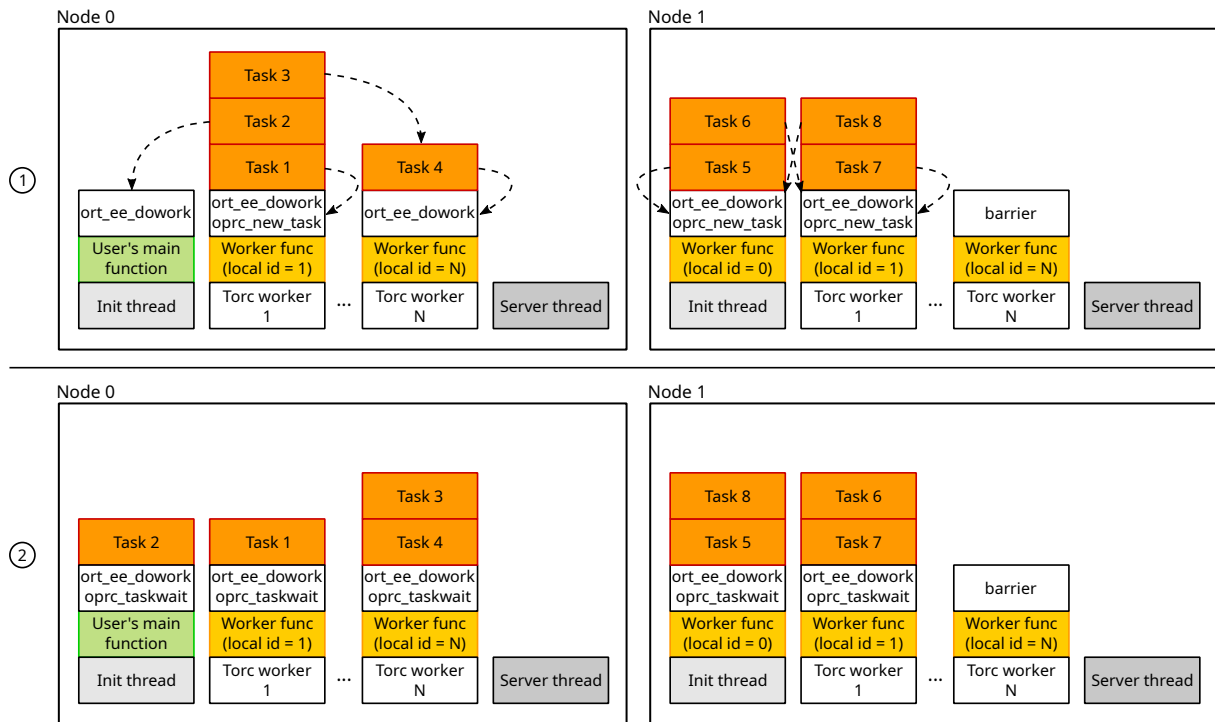 Node 0
Node 1
Task 3
Task 2
Task 6
Task 8
1
Task 1
Task 4
Task 5
Task 7
ort_ee_dowork
ort_ee_dowork
oprc_new_task
ort_ee_dowork
ort_ee_dowork
oprc_new_task
ort_ee_dowork
oprc_new_task
barrier
User's main
function
Worker func
(local id = 1)
Worker func
(local id = N)
Worker func
(local id = 0)
Worker func
(local id = 1)
Worker func
(local id = N)
Init thread
Torc worker
1
...
Torc worker
N
Server thread
Init thread
Torc worker
1
...
Torc worker
N
Server thread
Node 0
Node 1
Task 3
Task 8
Task 6
2
Task 2
Task 1
Task 4
Task 5
Task 7
ort_ee_dowork
oprc_taskwait
ort_ee_dowork
oprc_taskwait
ort_ee_dowork
oprc_taskwait
ort_ee_dowork
oprc_taskwait
ort_ee_dowork
oprc_taskwait
barrier
User's main
function
Worker func
(local id = 1)
Worker func
(local id = N)
Worker func
(local id = 0)
Worker func
(local id = 1)
Worker func
(local id = N)
Init thread
Torc worker
1
...
Torc worker
N
Server thread
Init thread
Torc worker
1
...
Torc worker
N
Server thread